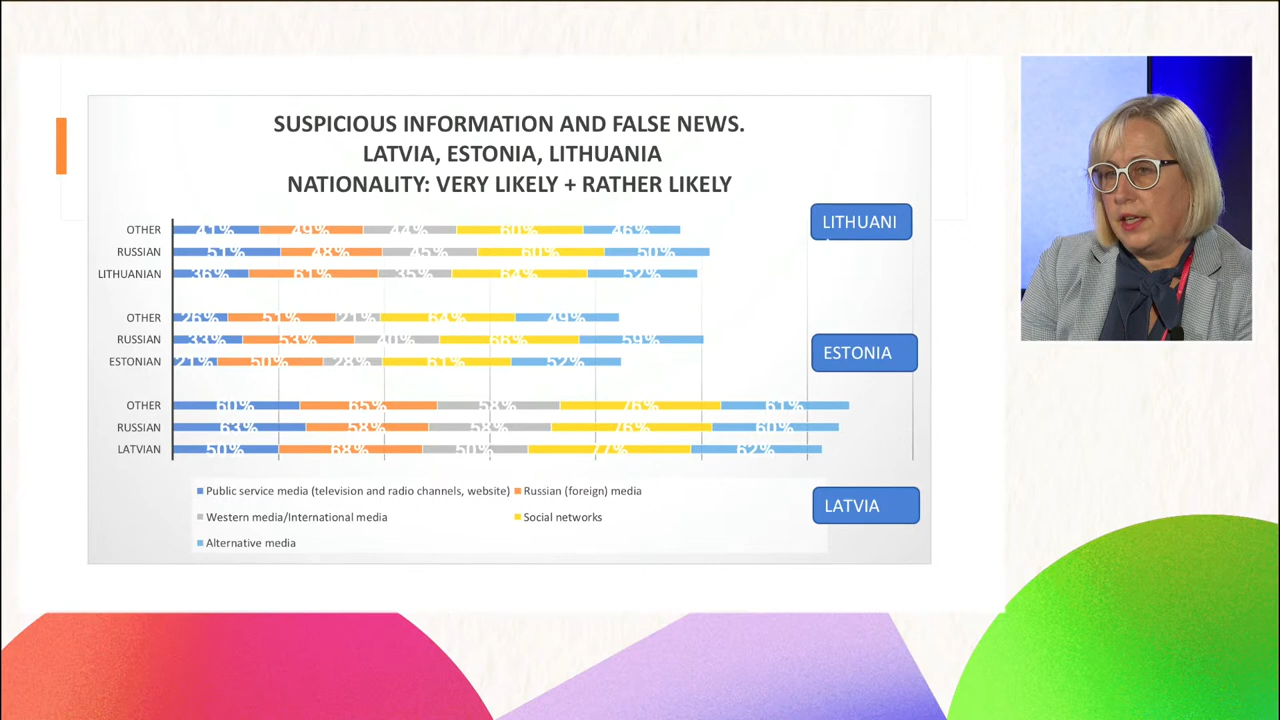 SUSPICIOUS INFORMATION AND FALSE NEWS.
LATVIA, ESTONIA, LITHUANIA
NATIONALITY: VERY LIKELY + RATHER LIKELY
LITHUANI
OTHER 41% 49% 44% 60% 46%
RUSSIAN 51% 48% 45% 60% 50%
LITHUANIAN 36% 61% 35% 64% 52%
OTHER 26% 51% 21% 64% 49%
RUSSIAN 33% 53% 40% 66% 59%
ESTONIA
ESTONIAN 21% 50% 28% 61% 52%
OTHER 60% 65% 58% 76% 61%
RUSSIAN 63% 58% 58% 76% 60%
LATVIAN 50% 68% 50% 77% 62%
Public service media (television and radio channels, website) Russian (foreign) media
Western media/International media Social networks
Alternative media
LATVIA